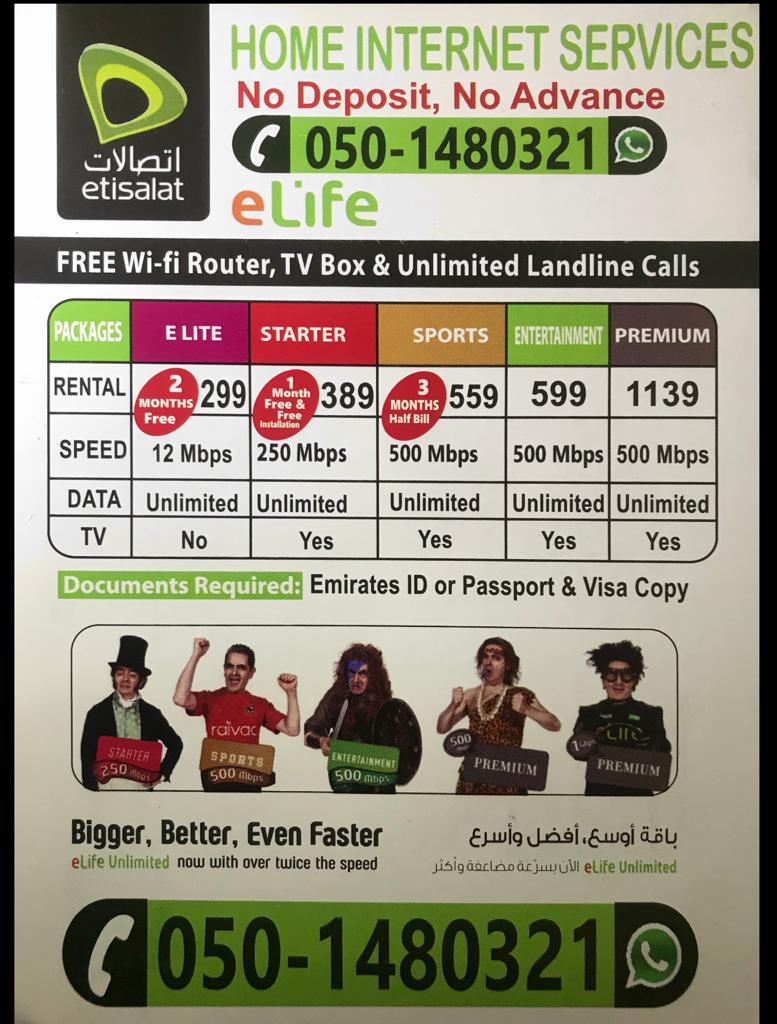 اتصالات
etisalat
HOME INTERNET SERVICES
No Deposit, No Advance
050-1480321
eLife
FREE Wi-fi Router, TV Box & Unlimited Landline Calls
PACKAGES E LITE STARTER SPORTS ENTERTAINMENT PREMIUM
RENTAL 2 MONTHS Free 299 1 Month Free & Free Installation 389 3 MONTHS Half Bill 559 599 1139
SPEED 12 Mbps 250 Mbps 500 Mbps 500 Mbps 500 Mbps
DATA Unlimited Unlimited Unlimited Unlimited Unlimited
TV No Yes Yes Yes Yes
Documents Required: Emirates ID or Passport & Visa Copy
raivac
STARTER
250 mbps
SPORTS
500 mbps
ENTERTAINMENT
500 mbps
500
PREMIUM
PREMIUM
Bigger, Better, Even Faster
eLife Unlimited now with over twice the speed
باقة أوسع، أفضل وأسرع
eLife Unlimited الآن بسرعة مضاعفة وأكثر
050-1480321